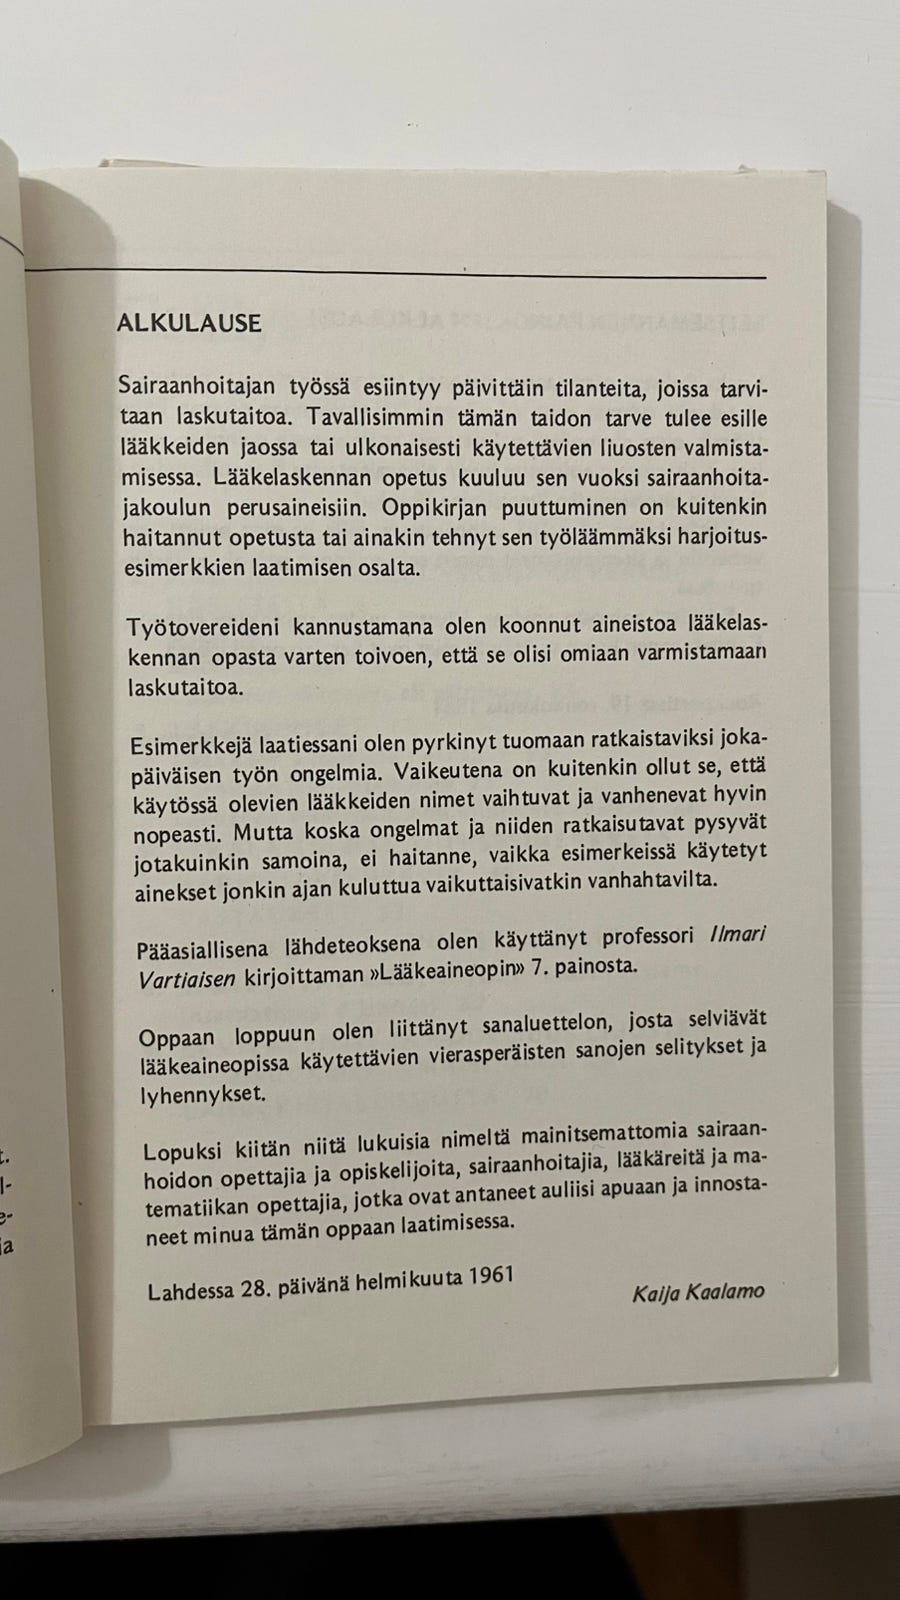 ALKULAUSE
Sairaanhoitajan työssä esiintyy päivittäin tilanteita, joissa tarvi-
taan laskutaitoa. Tavallisimmin tämän taidon tarve tulee esille
lääkkeiden jaossa tai ulkonaisesti käytettävien liuosten valmista-
misessa. Lääkelaskennan opetus kuuluu sen vuoksi sairaanhoita-
jakoulun perusaineisiin. Oppikirjan puuttuminen on kuitenkin
haitannut opetusta tai ainakin tehnyt sen työläämmäksi harjoitus-
esimerkkien laatimisen osalta.
Työtovereideni kannustamana olen koonnut aineistoa lääkelas-
kennan opasta varten toivoen, että se olisi omiaan varmistamaan
laskutaitoa.
Esimerkkejä laatiessani olen pyrkinyt tuomaan ratkaistaviksi joka-
päiväisen työn ongelmia. Vaikeutena on kuitenkin ollut se, että
käytössä olevien lääkkeiden nimet vaihtuvat ja vanhenevat hyvin
nopeasti. Mutta koska ongelmat ja niiden ratkaisutavat pysyvät
jotakuinkin samoina, ei haitanne, vaikka esimerkeissä käytetyt
ainekset jonkin ajan kuluttua vaikuttaisivatkin vanhahtavilta.
Pääasiallisena lähdeteoksena olen käyttänyt professori Ilmari
Vartiaisen kirjoittaman »Lääkeaineopin» 7. painosta.
Oppaan loppuun olen liittänyt sanaluettelon, josta selviävät
lääkeaineopissa käytettävien vierasperäisten sanojen selitykset ja
lyhennykset.
Lopuksi kiitän niitä lukuisia nimeltä mainitsemattomia sairaan-
hoidon opettajia ja opiskelijoita, sairaanhoitajia, lääkäreitä ja ma-
tematiikan opettajia, jotka ovat antaneet auliisi apuaan ja innosta-
neet minua tämän oppaan laatimisessa.
Lahdessa 28. päivänä helmikuuta 1961
Kaija Kaalamo